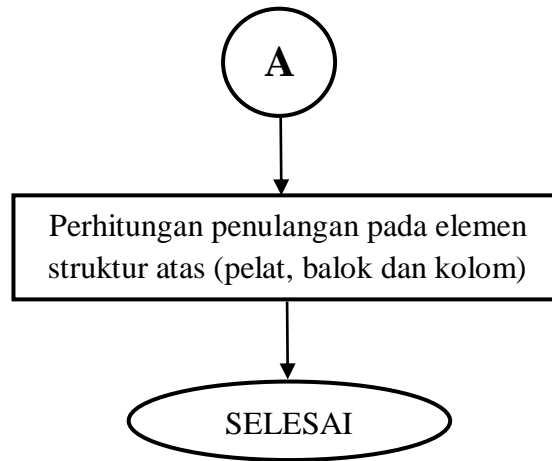 A
Perhitungan penulangan pada elemen
struktur atas (pelat, balok dan kolom)
SELESAI